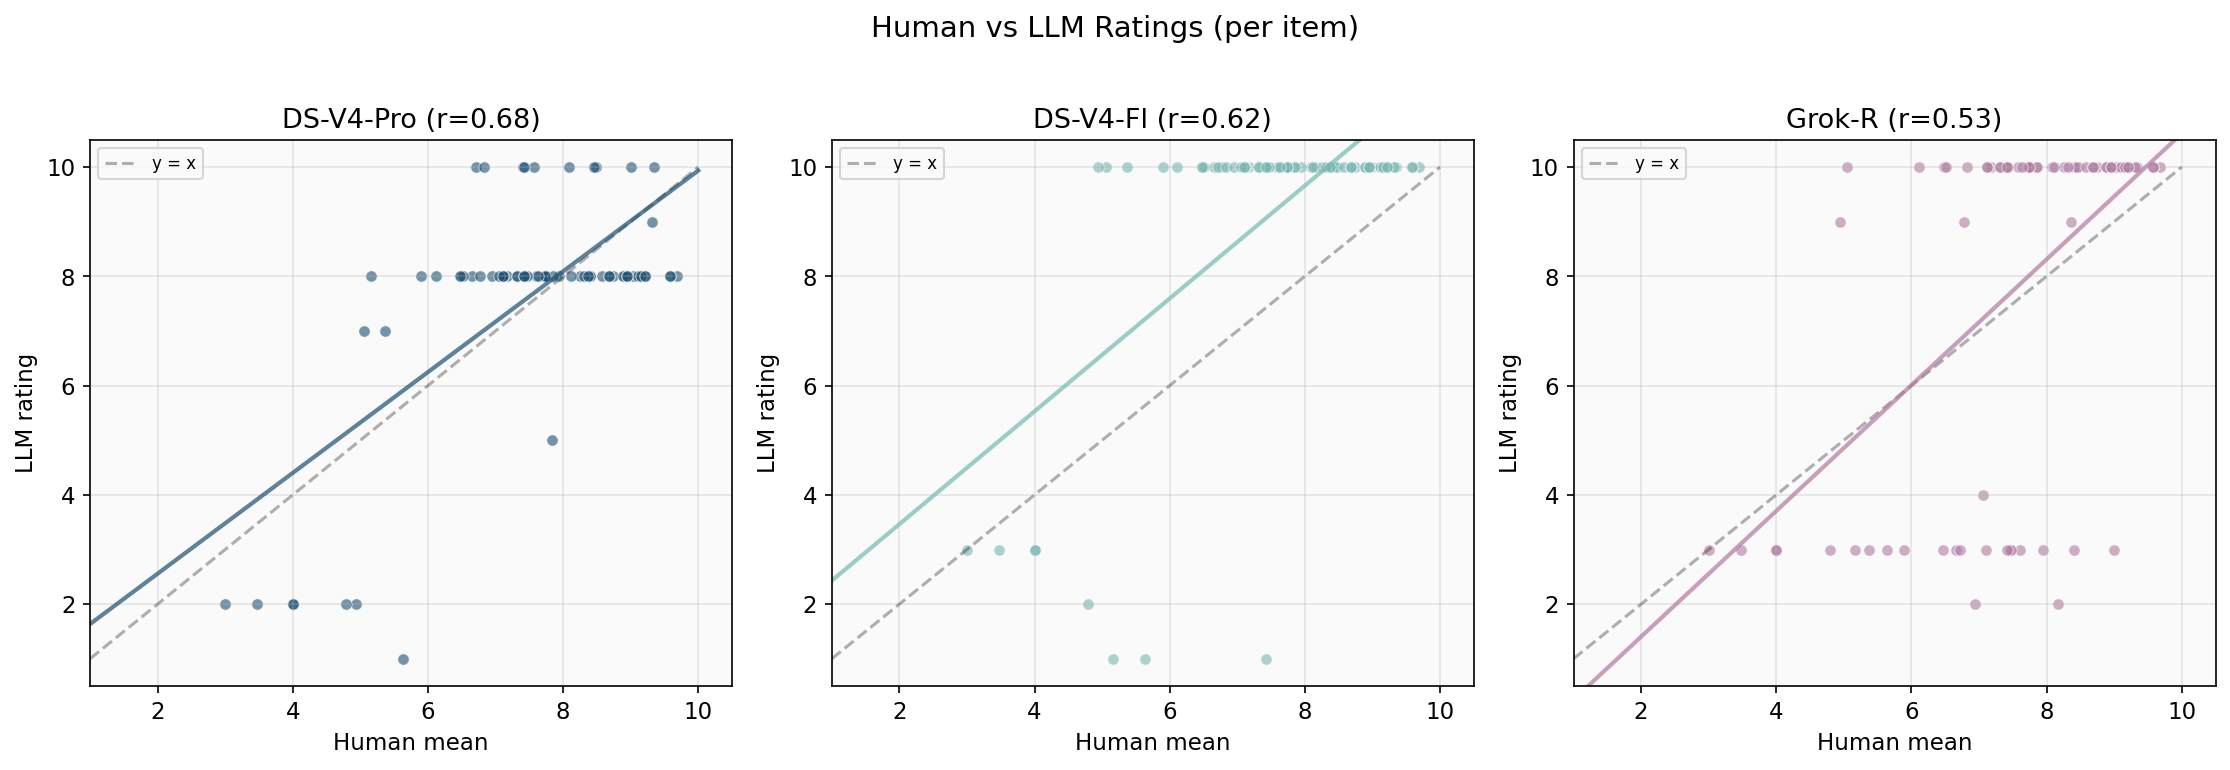 Human vs LLM Ratings (per item)
DS-V4-Pro (r=0.68)
y = x
10
8
6
4
2
LLM rating
2 4 6 8 10
Human mean
DS-V4-Fl (r=0.62)
y = x
10
8
6
4
2
LLM rating
2 4 6 8 10
Human mean
Grok-R (r=0.53)
y = x
10
8
6
4
2
LLM rating
2 4 6 8 10
Human mean